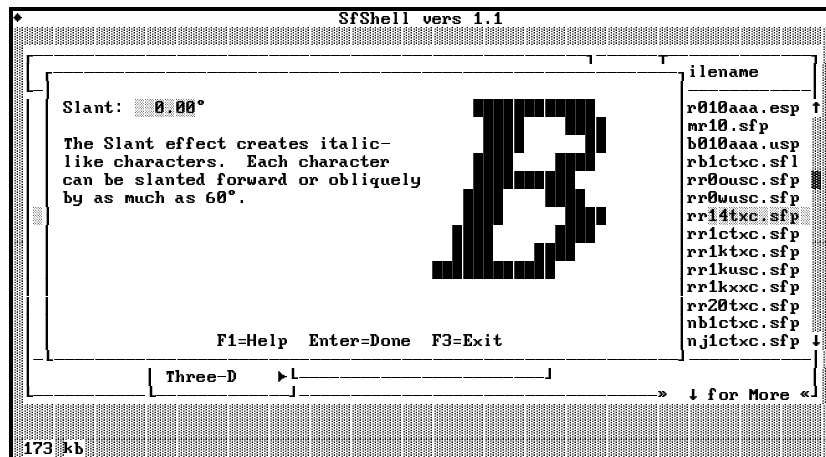 SfShell vers 1.1
ilename
Slant: 0.00°
The Slant effect creates italic-
like characters. Each character
can be slanted forward or obliquely
by as much as 60°.
B
F1=Help Enter=Done F3=Exit
r010aaa.esp ↑
mr10.sfp
b010aaa.usp
rb1ctxc.sfl
rr0ousc.sfp
rr0wusc.sfp
rr14txc.sfp
rr1ctxc.sfp
rr1ktxc.sfp
rr1kusc.sfp
rr1kxxc.sfp
rr20txc.sfp
nb1ctxc.sfp
nj1ctxc.sfp ↓
Three-D ►
» ↓ for More «
173 kb